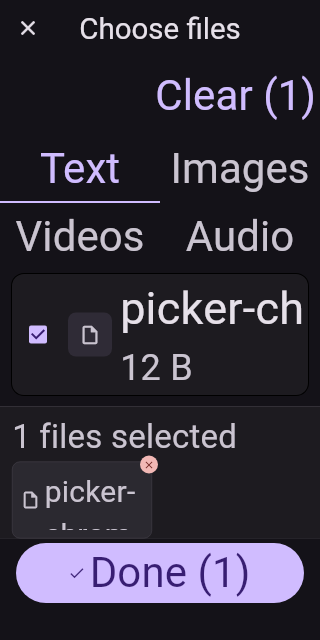 Choose files
Clear (1)
Text Images
Videos Audio
picker-ch
12 B
1 files selected
picker-
Done (1)